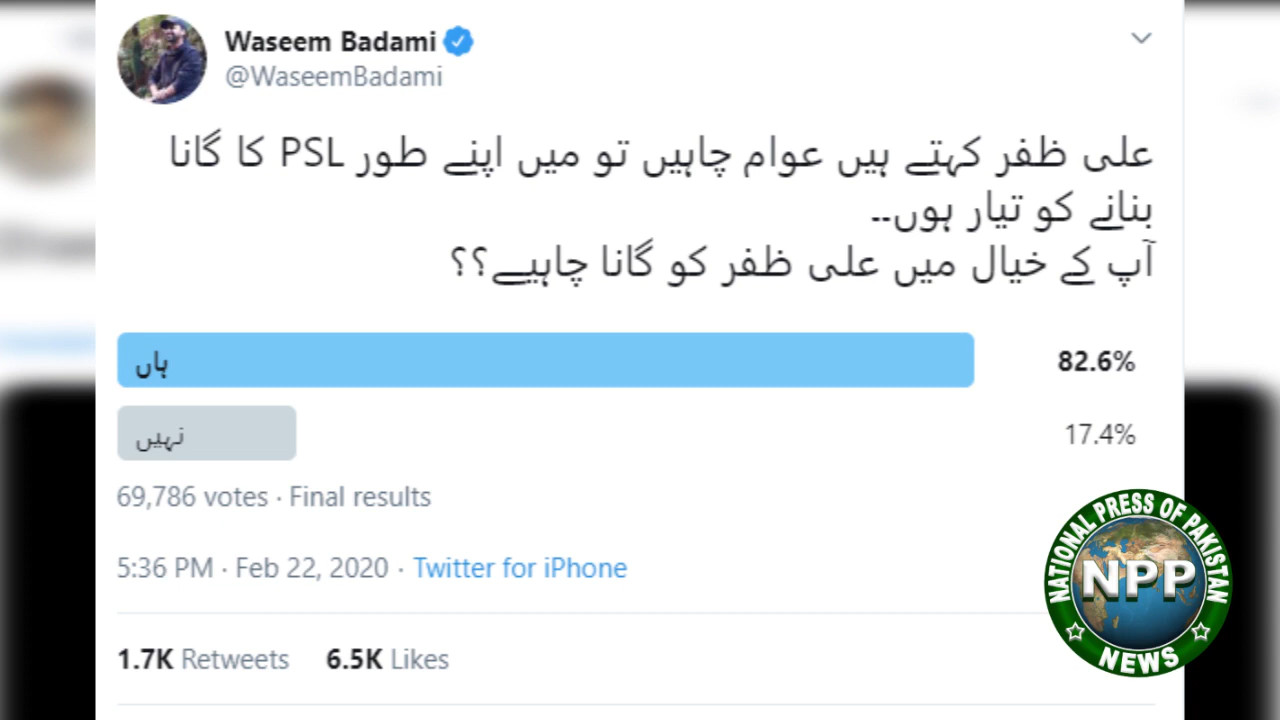 Waseem Badami
@WaseemBadami
علی ظفر کہتے ہیں عوام چاہیں تو میں اپنے طور PSL کا گانا
بنانے کو تیار ہوں۔۔
آپ کے خیال میں علی ظفر کو گانا چاہیے؟؟
ہاں 82.6%
نہیں 17.4%
69,786 votes · Final results
5:36 PM · Feb 22, 2020 · Twitter for iPhone
1.7K Retweets 6.5K Likes
NATIONAL PRESS OF PAKISTAN
NPP
NEWS